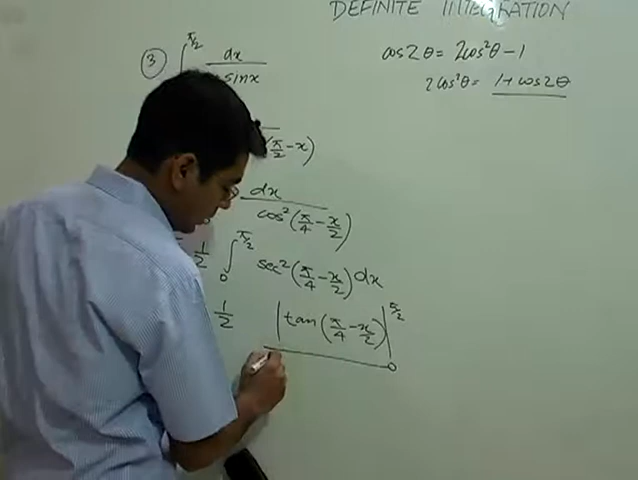 DEFINITE INTEGRATION
③ ∫ π/2 dx / sinx
cos2θ = 2cos²θ - 1
2cos²θ = 1 + cos2θ
(π/2 - x)
dx / cos² (π/4 - x/2)
1/2 ∫ 0 π/2 sec² (π/4 - x/2) dx
1/2 | tan (π/4 - x/2) | 0 π/2